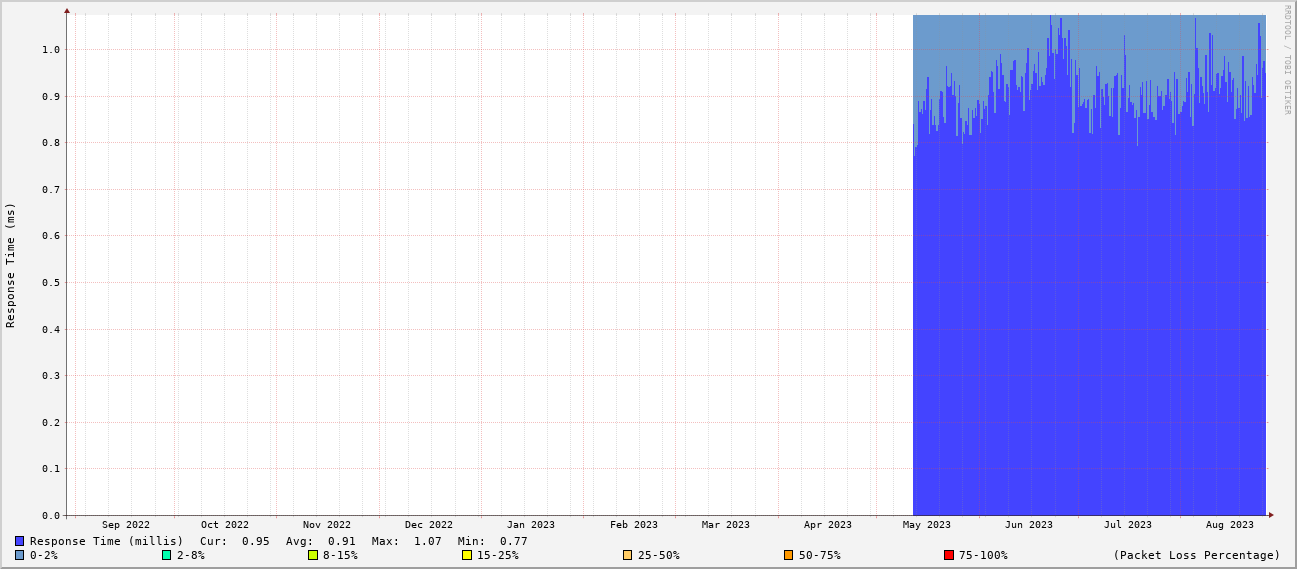 RRDTOOL / TOBI OETIKER
Response Time (ms)
1.0
0.9
0.8
0.7
0.6
0.5
0.4
0.3
0.2
0.1
0.0
Sep 2022 Oct 2022 Nov 2022 Dec 2022 Jan 2023 Feb 2023 Mar 2023 Apr 2023 May 2023 Jun 2023 Jul 2023 Aug 2023
Response Time (millis) Cur: 0.95 Avg: 0.91 Max: 1.07 Min: 0.77
0-2% 2-8% 8-15% 15-25% 25-50% 50-75% 75-100% (Packet Loss Percentage)